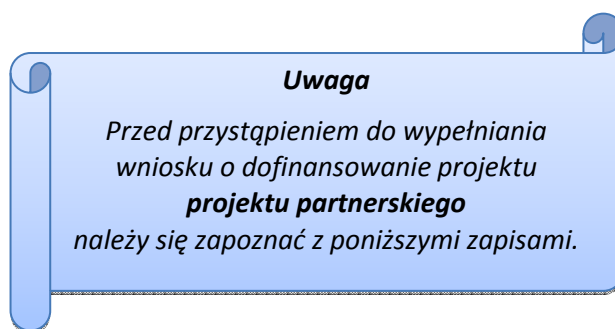 Uwaga
Przed przystąpieniem do wypełniania
wniosku o dofinansowanie projektu
projektu partnerskiego
należy się zapoznać z poniższymi zapisami.